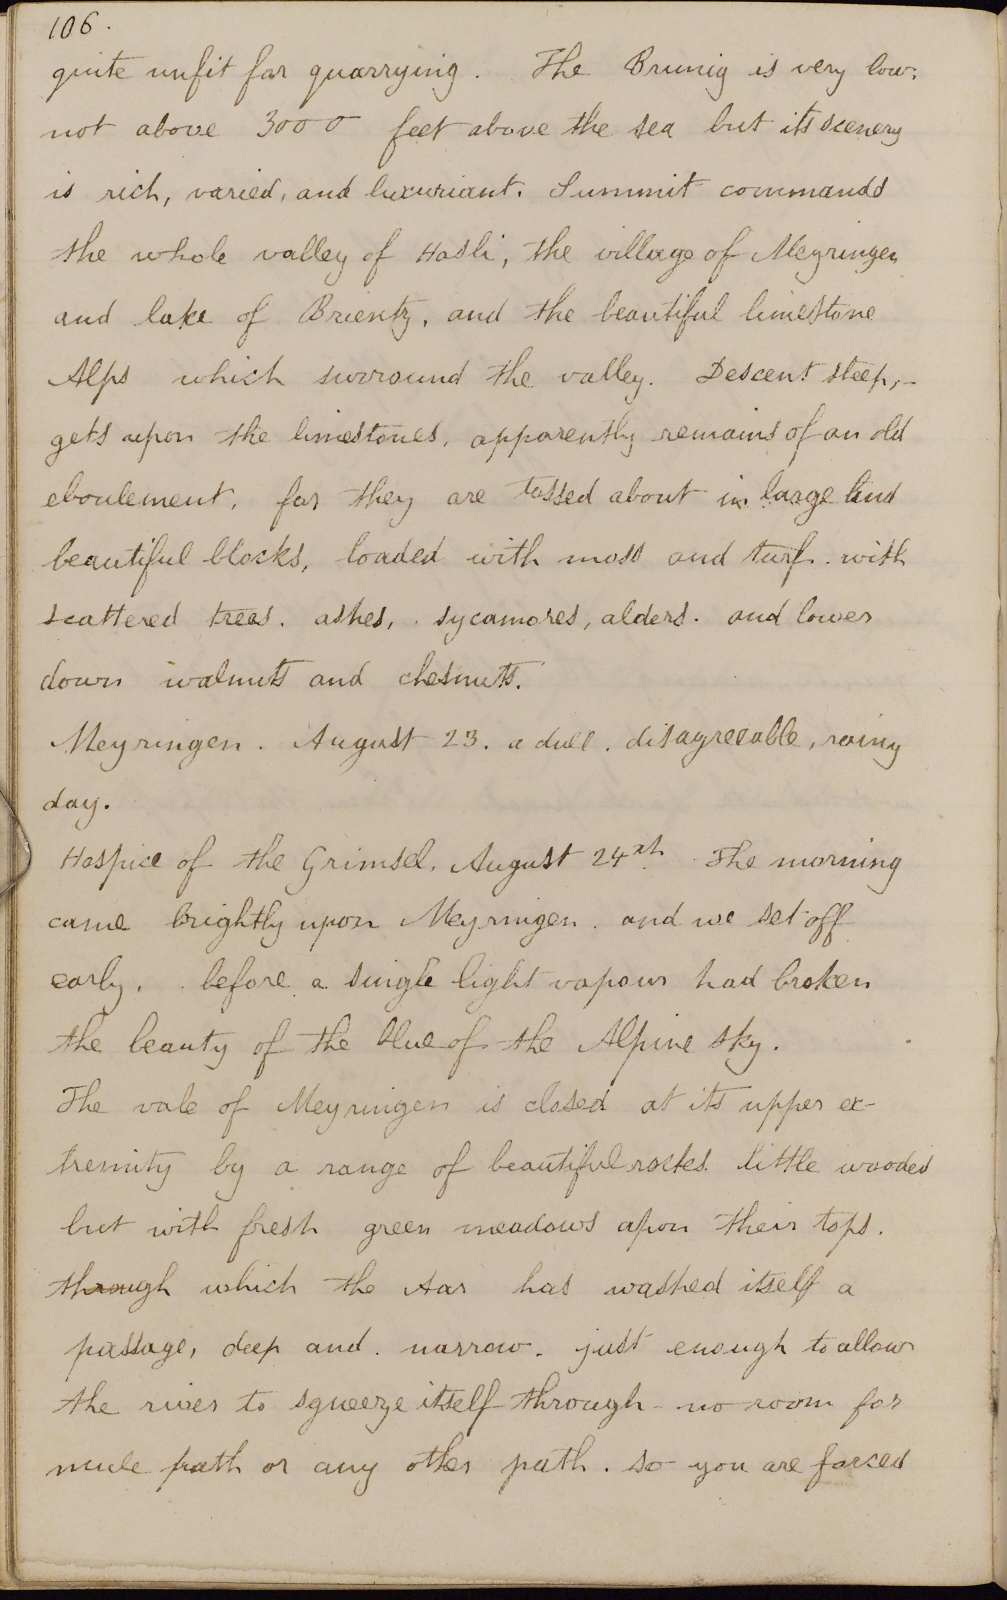 106.
quite unfit for quarrying. The Brunig is very low,
not above 3000 feet above the sea but its scenery
is rich, varied, and luxuriant. Summit commands
the whole valley of Hasli, the village of Meyringen
and lake of Brientz, and the beautiful limestone
Alps which surround the valley. Descent steep, -
gets upon the limestones, apparently remains of an old
eboulement, for they are tossed about in large and
beautiful blocks, loaded with moss and turf. with
scattered trees. ashes, . sycamores, alders. and lower
down walnuts and chesnuts.
Meyringen. August 23. a dull. disagreeable, rainy
day.
Hospice of the Grimsel. August 24th. The morning
came brightly upon Meyringen. and we set off
early. . before a single light vapour had broken
the beauty of the blue of the Alpine sky.
The vale of Meyringen is closed at its upper ex-
tremity by a range of beautiful rocks. little wooded
but with fresh green meadows upon their tops.
through which the Aar has washed itself a
passage, deep and. narrow. just enough to allow
the river to squeeze itself through - no room for
mule path or any other path. so you are forced